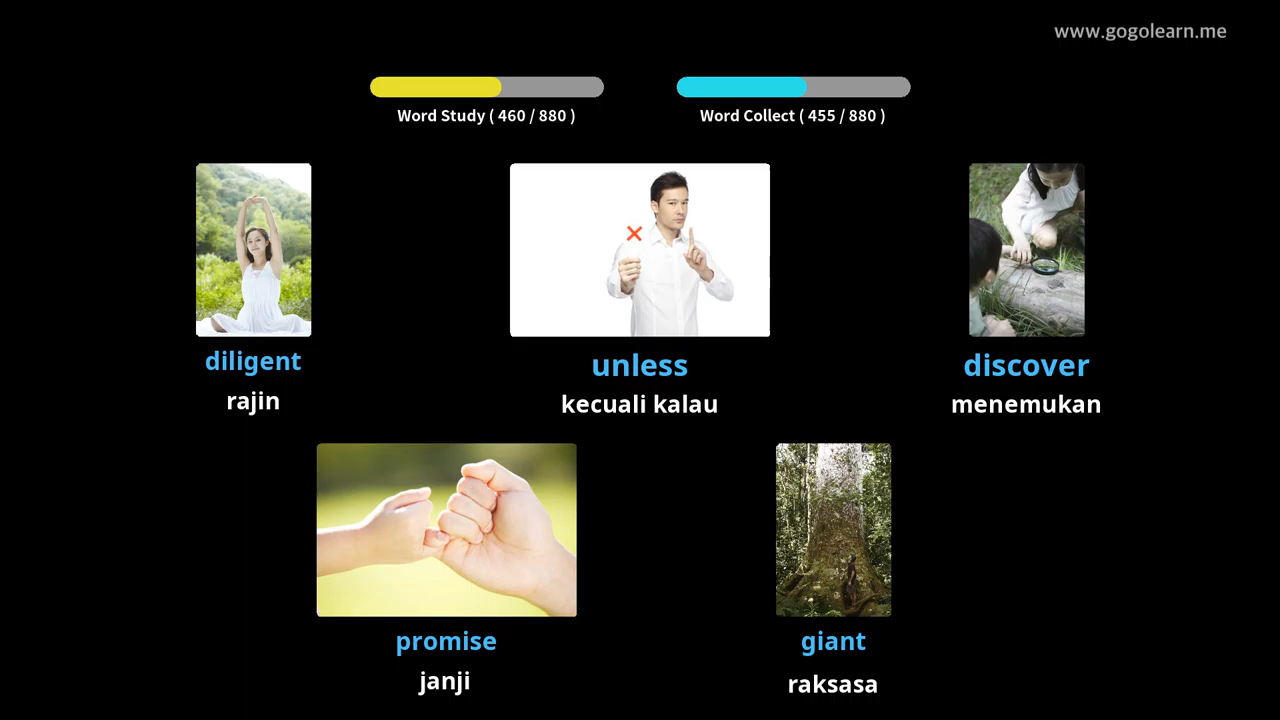 www.gogolearn.me
Word Study ( 460 / 880 )
Word Collect ( 455 / 880 )
diligent
rajin
unless
kecuali kalau
discover
menemukan
promise
janji
giant
raksasa